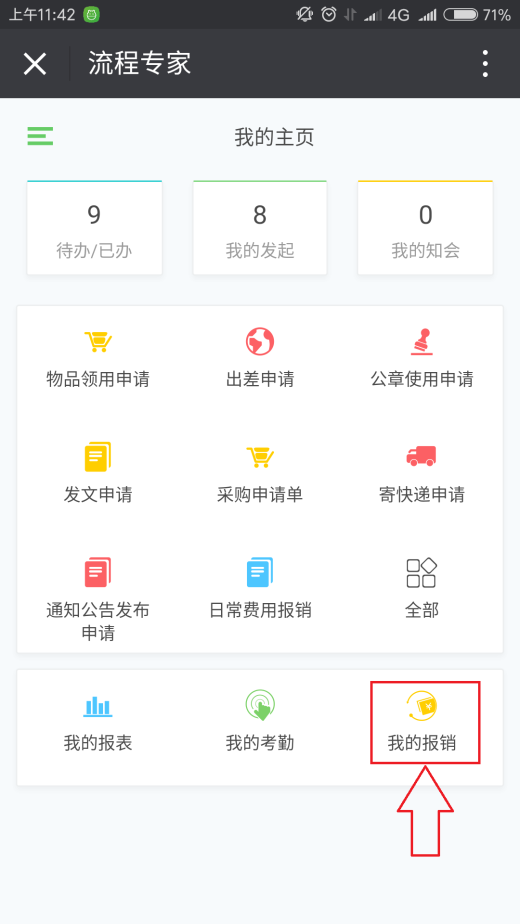 上午11:42 4G 71%
流程专家
我的主页
9 8 0
待办/已办 我的发起 我的知会
物品领用申请 出差申请 公章使用申请
发文申请 采购申请单 寄快递申请
通知公告发布 日常费用报销 全部
申请
我的报表 我的考勤 我的报销